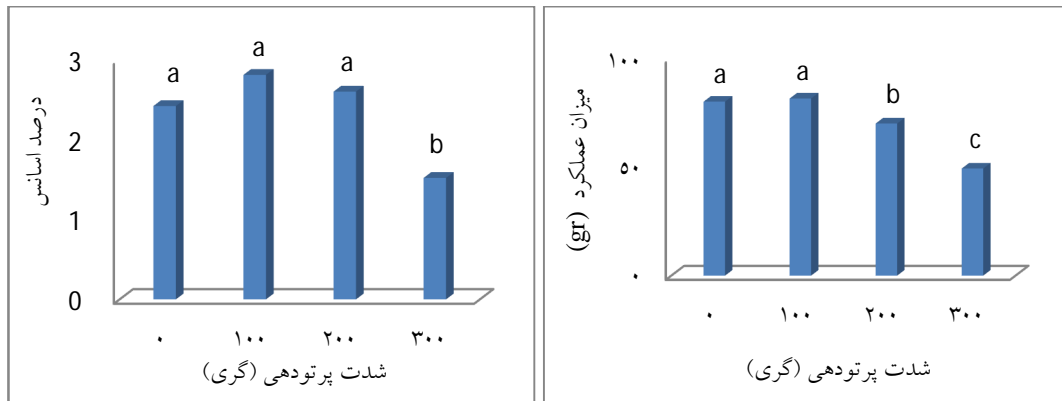 3
2
1
0
a
a
a
b
۰
۱۰۰
۲۰۰
۳۰۰
درصد اسانس
شدت پرتودهی (گری)
۱۰۰
۵۰
۰
a
a
b
c
۰
۱۰۰
۲۰۰
۳۰۰
میزان عملکرد (gr)
شدت پرتودهی (گری)